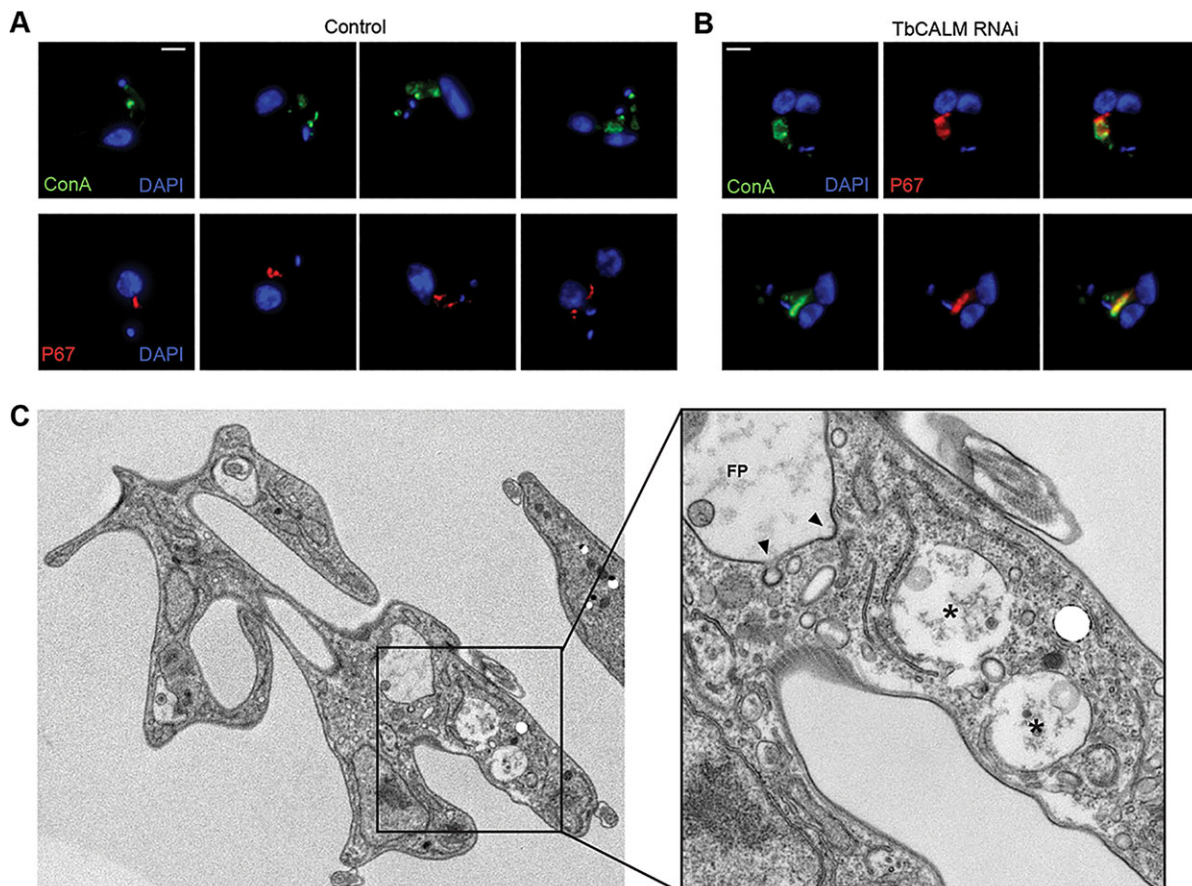 A
Control
B
TbCALM RNAi
ConA DAPI
ConA DAPI
P67
P67 DAPI
C
FP
*
*